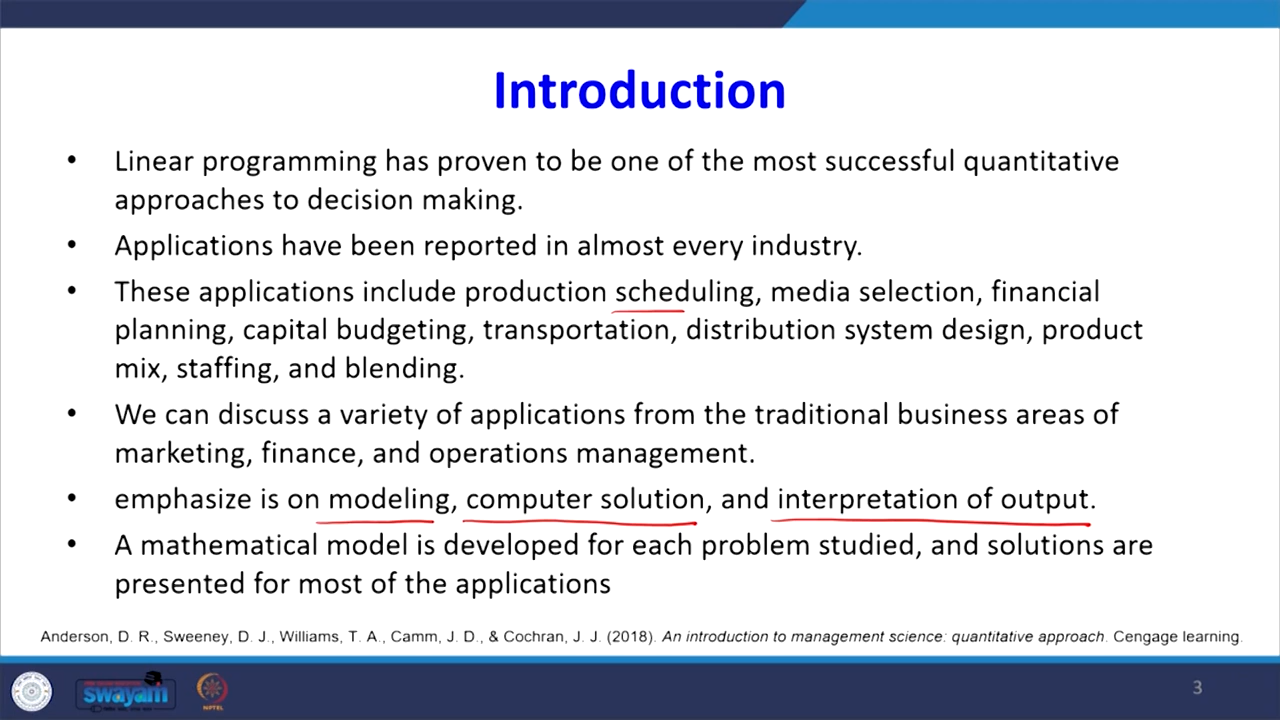 Introduction
• Linear programming has proven to be one of the most successful quantitative
approaches to decision making.
• Applications have been reported in almost every industry.
• These applications include production scheduling, media selection, financial
planning, capital budgeting, transportation, distribution system design, product
mix, staffing, and blending.
• We can discuss a variety of applications from the traditional business areas of
marketing, finance, and operations management.
• emphasize is on modeling, computer solution, and interpretation of output.
• A mathematical model is developed for each problem studied, and solutions are
presented for most of the applications
Anderson, D. R., Sweeney, D. J., Williams, T. A., Camm, J. D., & Cochran, J. J. (2018). An introduction to management science: quantitative approach. Cengage learning.
swayam
NPTEL
3